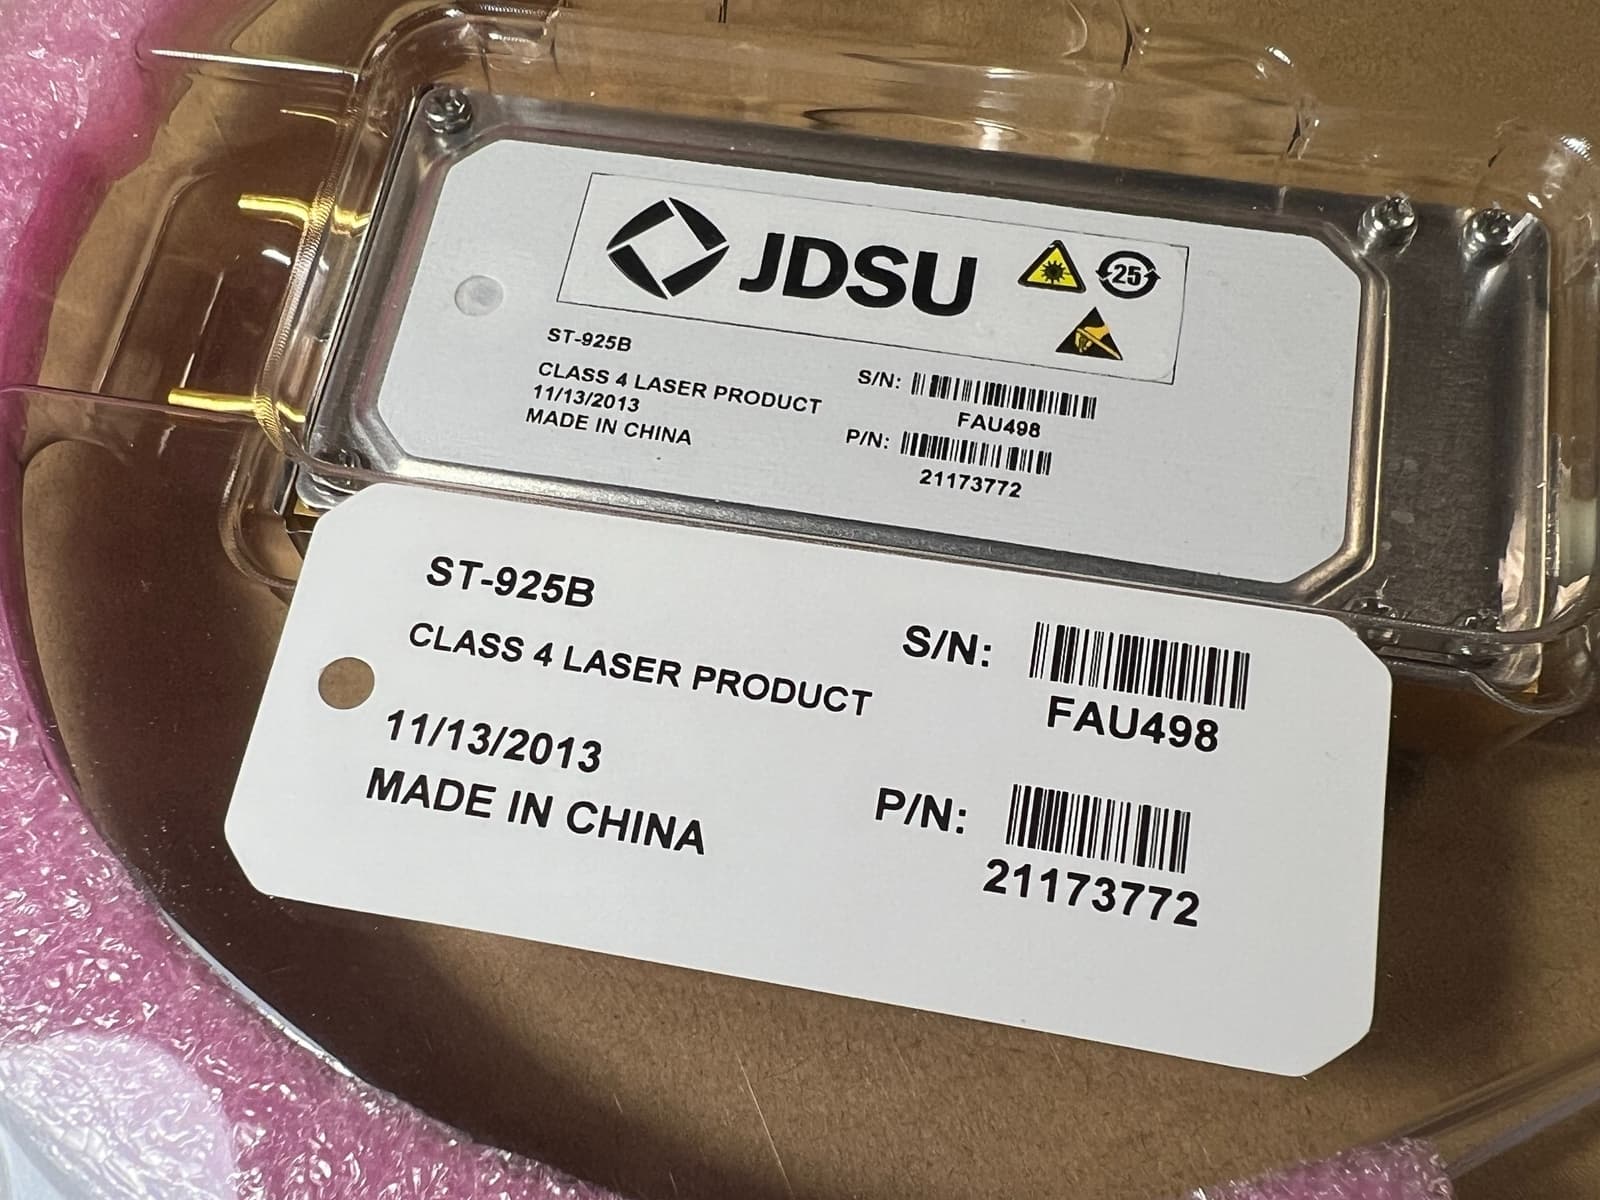 JDSU
25
ST-925B
CLASS 4 LASER PRODUCT
11/13/2013
MADE IN CHINA
S/N:
FAU498
P/N:
21173772
ST-925B
CLASS 4 LASER PRODUCT
11/13/2013
MADE IN CHINA
S/N:
FAU498
P/N:
21173772